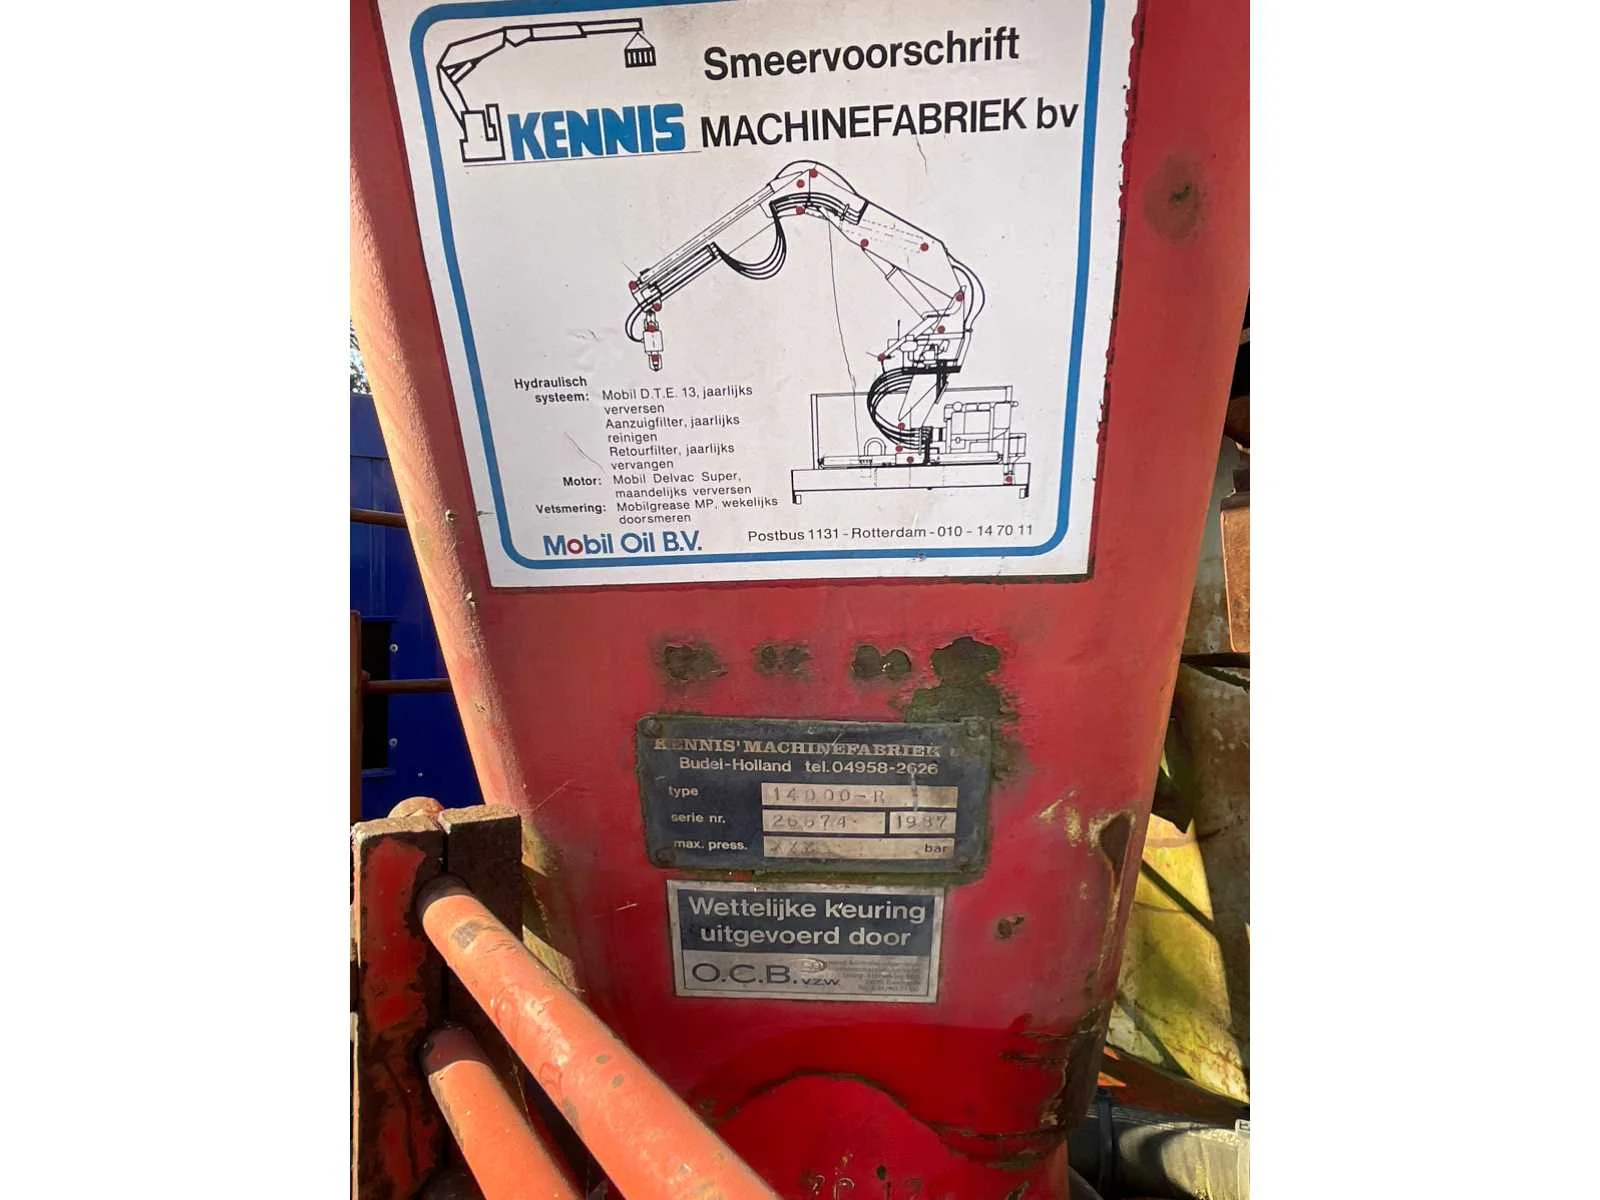 Smeervoorschrift
KENNIS MACHINEFABRIEK bv
Hydraulisch
systeem: Mobil D.T.E. 13, jaarlijks
verversen
Aanzuigfilter, jaarlijks
reinigen
Retourfilter, jaarlijks
vervangen
Motor: Mobil Delvac Super,
maandelijks verversen
Vetsmering: Mobilgrease MP, wekelijks
doorsmeren
Mobil Oil B.V. Postbus 1131 - Rotterdam - 010 - 14 70 11
KENNIS' MACHINEFABRIEK
Budel-Holland tel. 04958-2626
type 14000-R
serie nr. 1987
max. press. bar
Wettelijke keuring
uitgevoerd door
O.C.B. v.z.w.